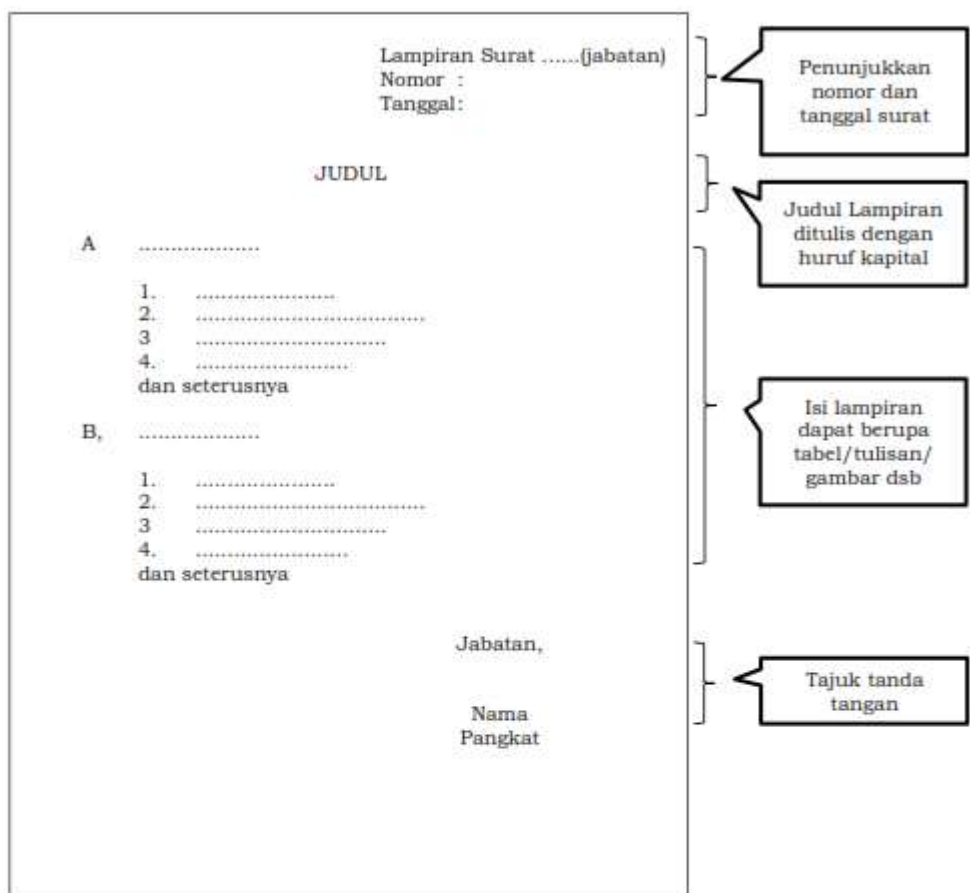 Lampiran Surat ......(jabatan)
Nomor :
Tanggal:
JUDUL
A ...................
1. ......................
2. ....................................
3 ..............................
4. ........................
dan seterusnya
B, ...................
1. ......................
2. ....................................
3 ..............................
4. ........................
dan seterusnya
Jabatan,
Nama
Pangkat
Penunjukkan
nomor dan
tanggal surat
Judul Lampiran
ditulis dengan
huruf kapital
Isi lampiran
dapat berupa
tabel/tulisan/
gambar dsb
Tajuk tanda
tangan